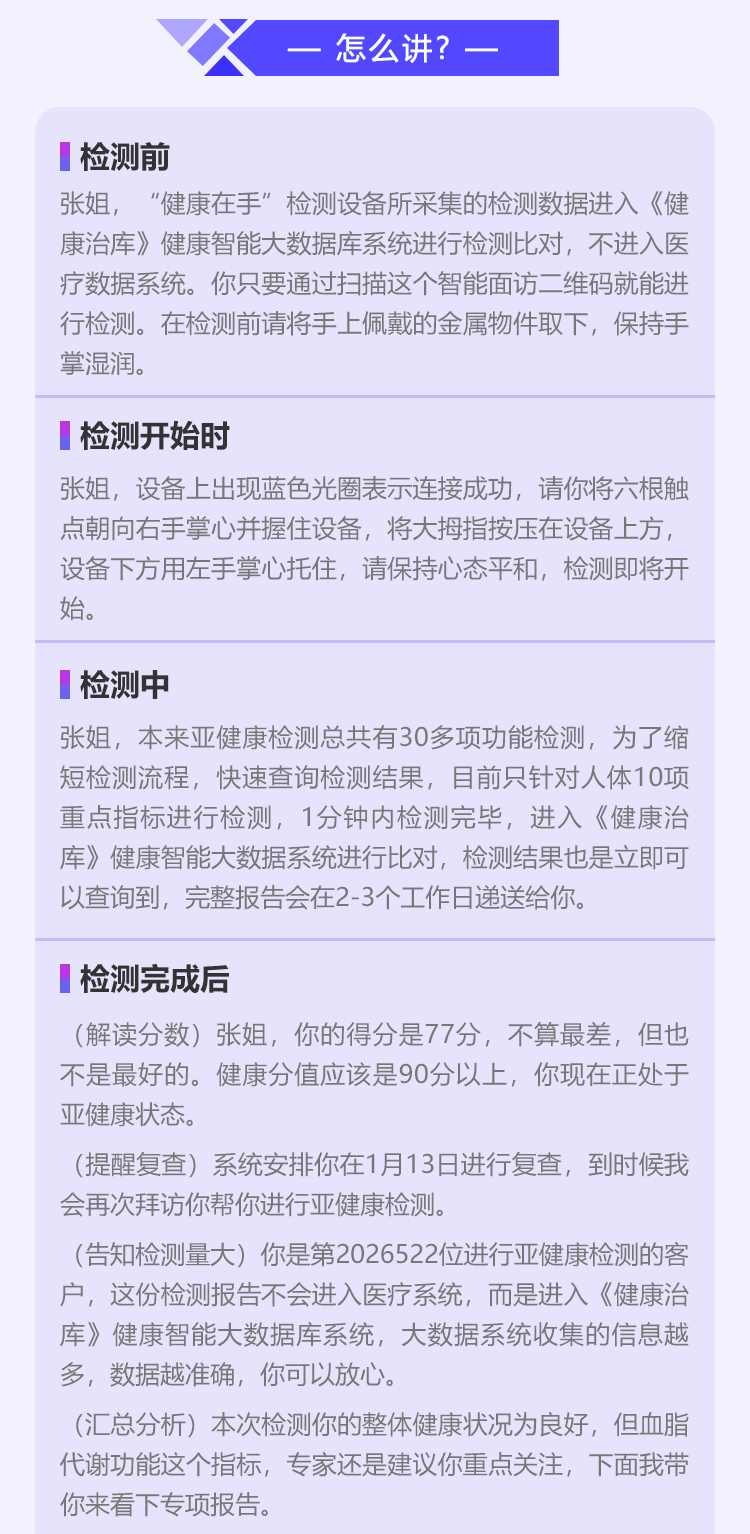 — 怎么讲? —
检测前
张姐，“健康在手”检测设备所采集的检测数据进入《健
康治库》健康智能大数据库系统进行检测比对，不进入医
疗数据系统。你只要通过扫描这个智能面访二维码就能进
行检测。在检测前请将手上佩戴的金属物件取下，保持手
掌湿润。
检测开始时
张姐，设备上出现蓝色光圈表示连接成功，请你将六根触
点朝向右手掌心并握住设备，将大拇指按压在设备上方，
设备下方用左手掌心托住，请保持心态平和，检测即将开
始。
检测中
张姐，本来亚健康检测总共有30多项功能检测，为了缩
短检测流程，快速查询检测结果，目前只针对人体10项
重点指标进行检测，1分钟内检测完毕，进入《健康治
库》健康智能大数据系统进行比对，检测结果也是立即可
以查询到，完整报告会在2-3个工作日递送给你。
检测完成后
（解读分数）张姐，你的得分是77分，不算最差，但也
不是最好的。健康分值应该是90分以上，你现在正处于
亚健康状态。
（提醒复查）系统安排你在1月13日进行复查，到时候我
会再次拜访你帮你进行亚健康检测。
（告知检测量大）你是第2026522位进行亚健康检测的客
户，这份检测报告不会进入医疗系统，而是进入《健康治
库》健康智能大数据库系统，大数据系统收集的信息越
多，数据越准确，你可以放心。
（汇总分析）本次检测你的整体健康状况为良好，但血脂
代谢功能这个指标，专家还是建议你重点关注，下面我带
你来看下专项报告。